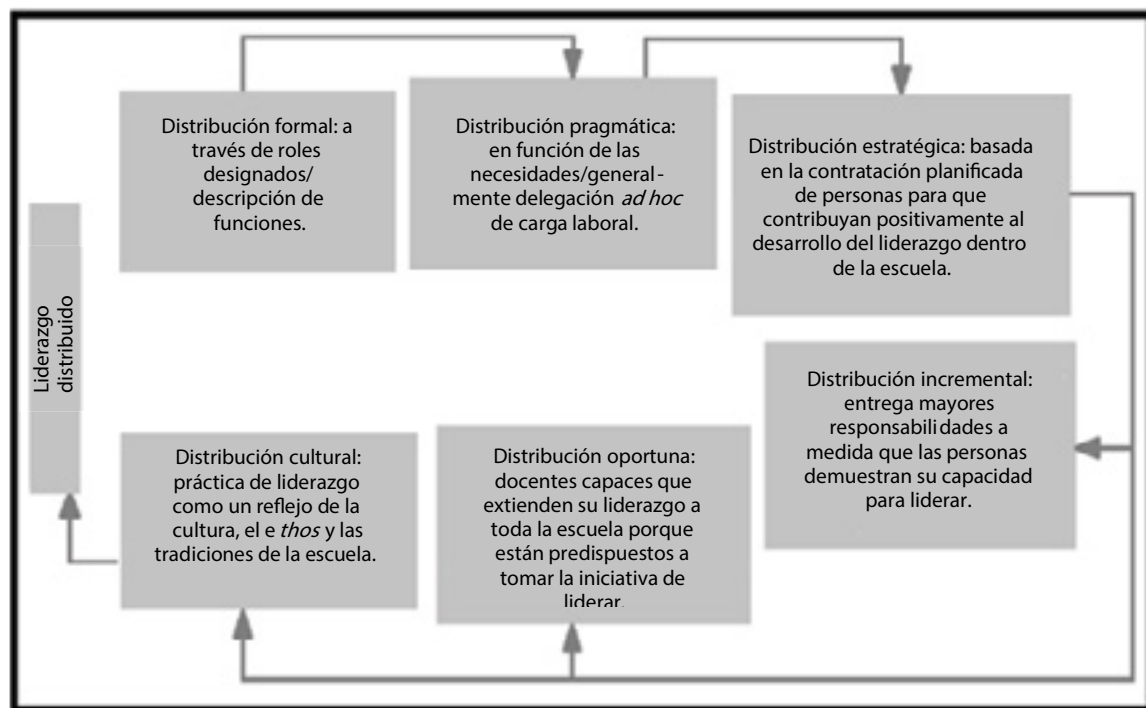 Distribución formal: a
través de roles
designados/
descripción de
funciones.
Distribución pragmática:
en función de las
necesidades/general-
mente delegación ad hoc
de carga laboral.
Distribución estratégica: basada
en la contratación planificada
de personas para que
contribuyan positivamente al
desarrollo del liderazgo dentro
de la escuela.
Liderazgo
distribuido
Distribución cultural:
práctica de liderazgo
como un reflejo de la
cultura, el e thos y las
tradiciones de la escuela.
Distribución oportuna:
docentes capaces que
extienden su liderazgo a
toda la escuela porque
están predispuestos a
tomar la iniciativa de
liderar.
Distribución incremental:
entrega mayores
responsabilidades a
medida que las personas
demuestran su capacidad
para liderar.